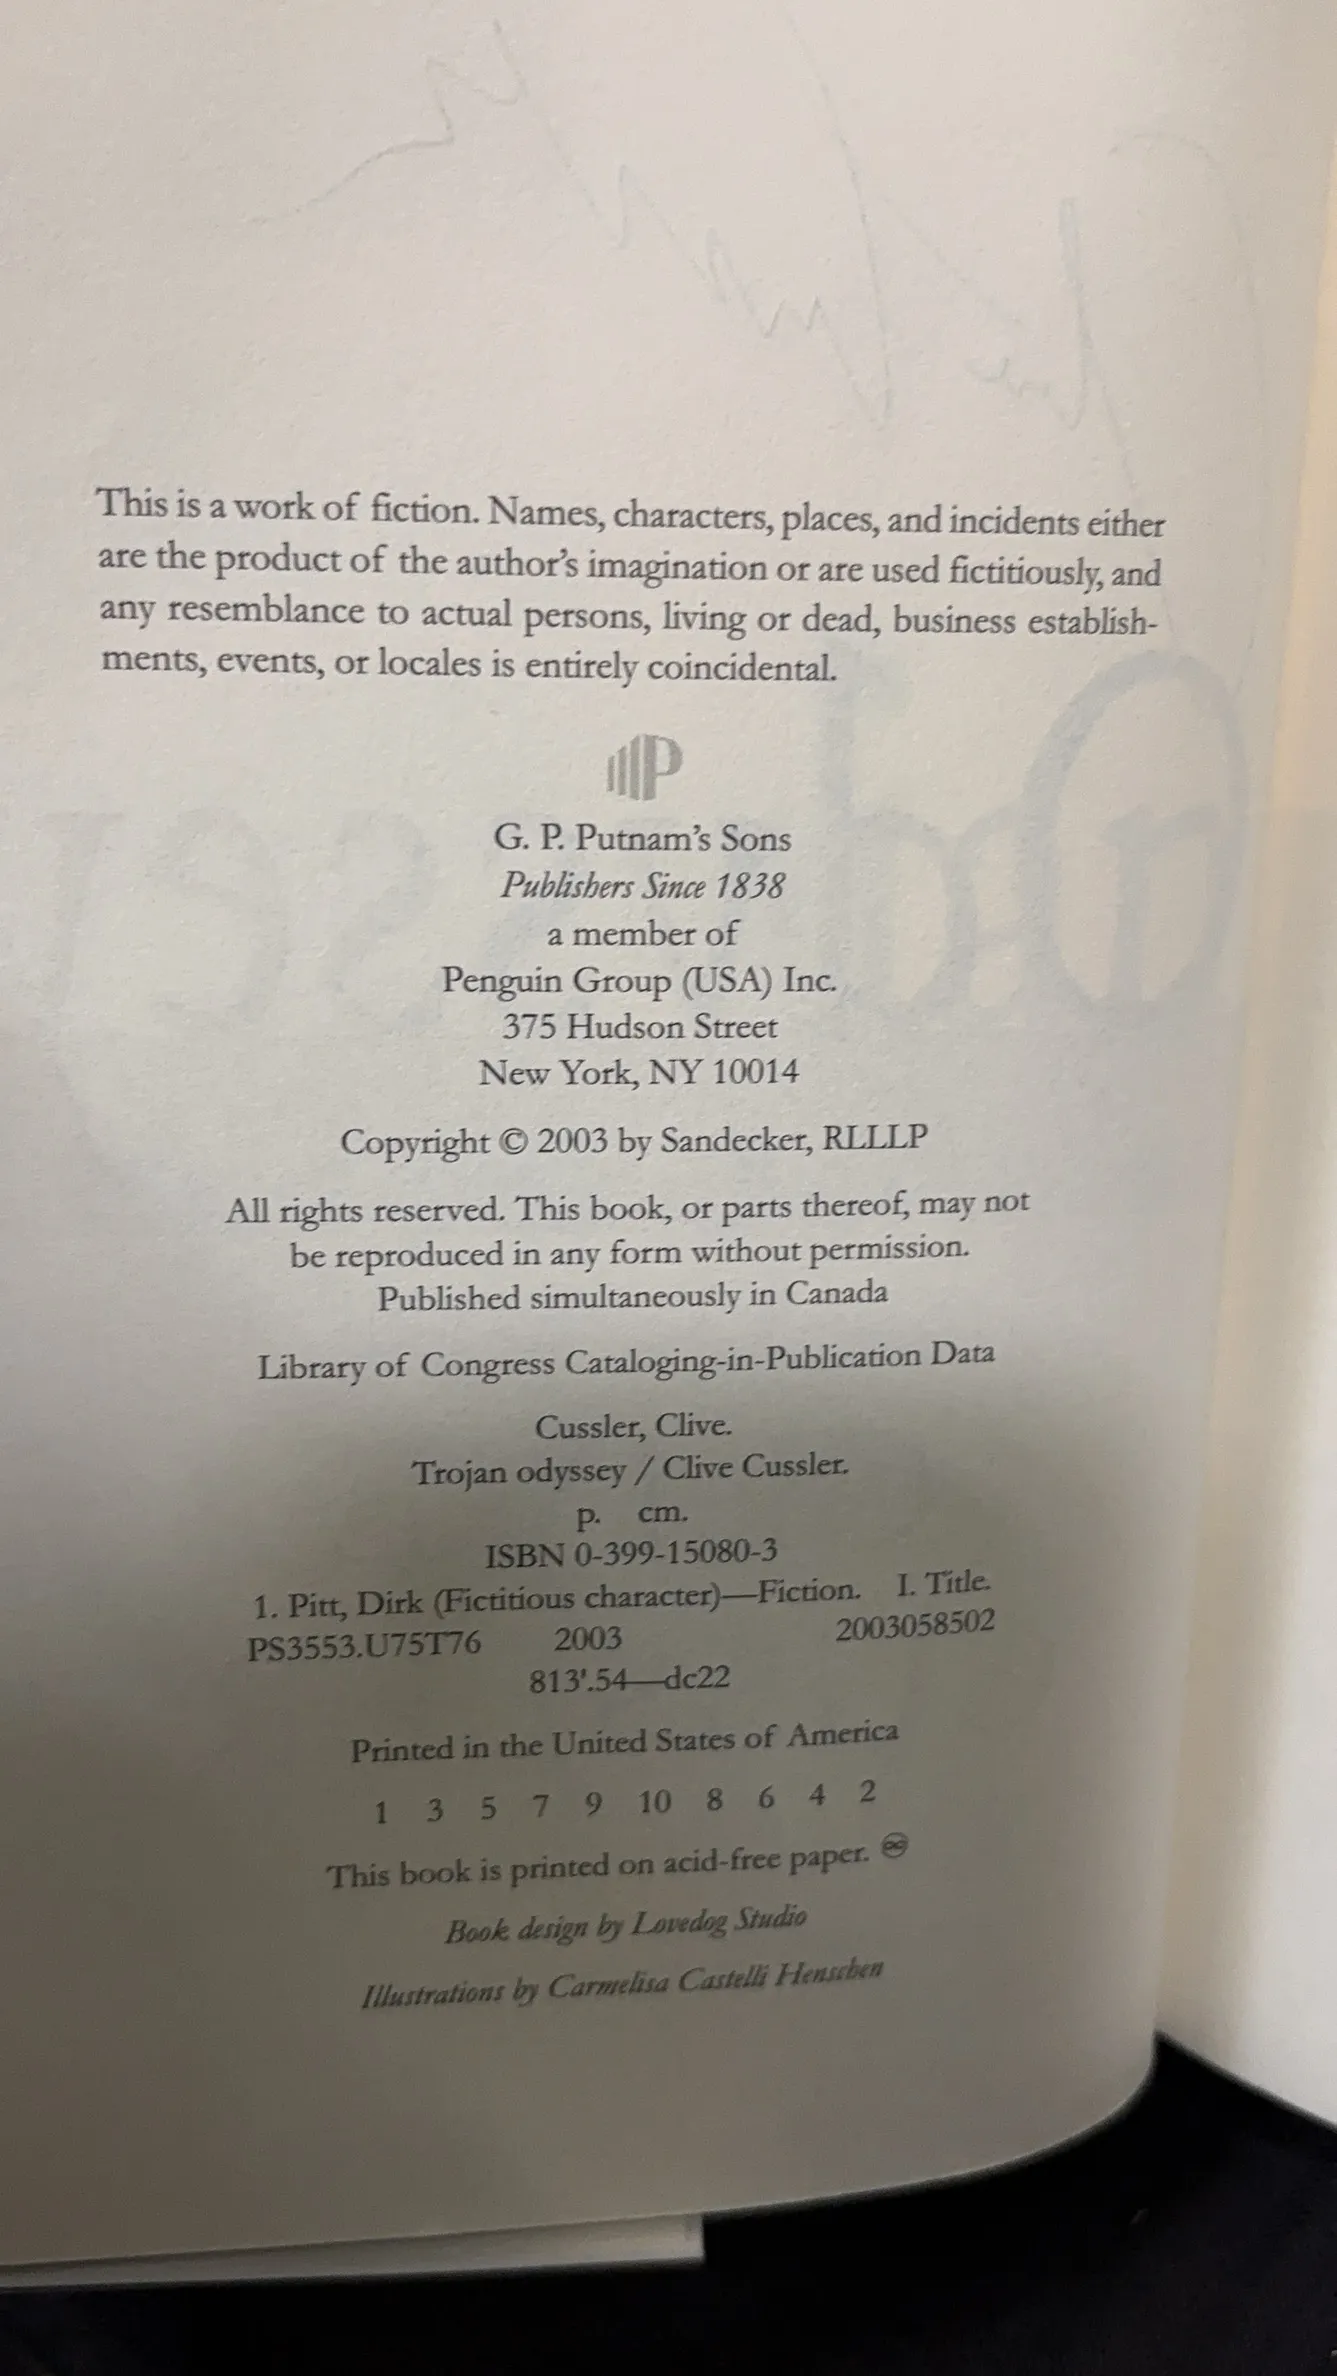 This is a work of fiction. Names, characters, places, and incidents either
are the product of the author's imagination or are used fictitiously, and
any resemblance to actual persons, living or dead, business establish-
ments, events, or locales is entirely coincidental.
P
G. P. Putnam's Sons
Publishers Since 1838
a member of
Penguin Group (USA) Inc.
375 Hudson Street
New York, NY 10014
Copyright © 2003 by Sandecker, RLLLP
All rights reserved. This book, or parts thereof, may not
be reproduced in any form without permission.
Published simultaneously in Canada
Library of Congress Cataloging-in-Publication Data
Cussler, Clive.
Trojan odyssey / Clive Cussler.
p. cm.
ISBN 0-399-15080-3
1. Pitt, Dirk (Fictitious character)—Fiction. I. Title.
PS3553.U75T76 2003 2003058502
813'.54—dc22
Printed in the United States of America
1 3 5 7 9 10 8 6 4 2
This book is printed on acid-free paper. ♾
Book design by Lovedog Studio
Illustrations by Carmelisa Castelli Henschen